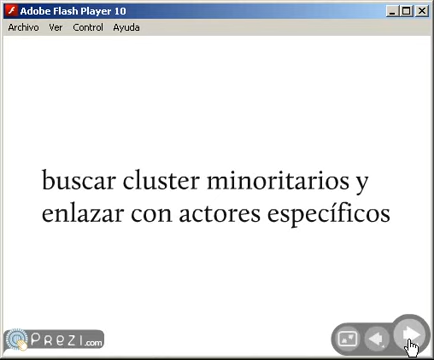 Adobe Flash Player 10
Archivo Ver Control Ayuda
buscar cluster minoritarios y
enlazar con actores específicos
PREZI.com